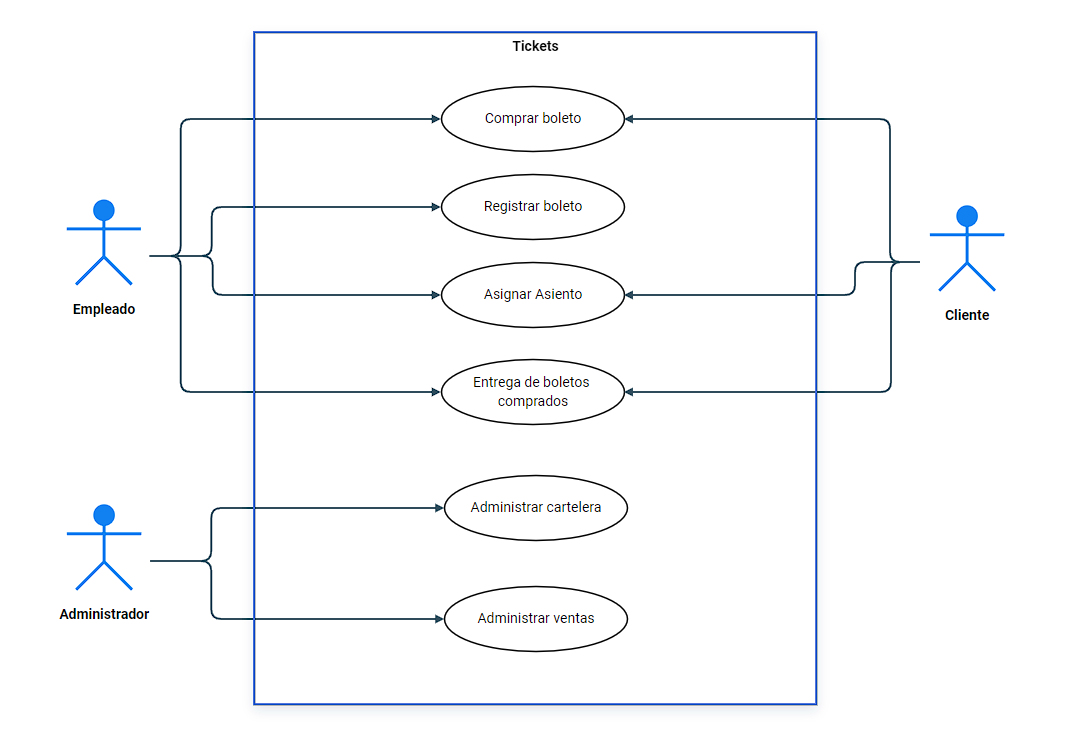 Tickets
Comprar boleto
Registrar boleto
Asignar Asiento
Empleado
Cliente
Entrega de boletos
comprados
Administrar cartelera
Administrador
Administrar ventas